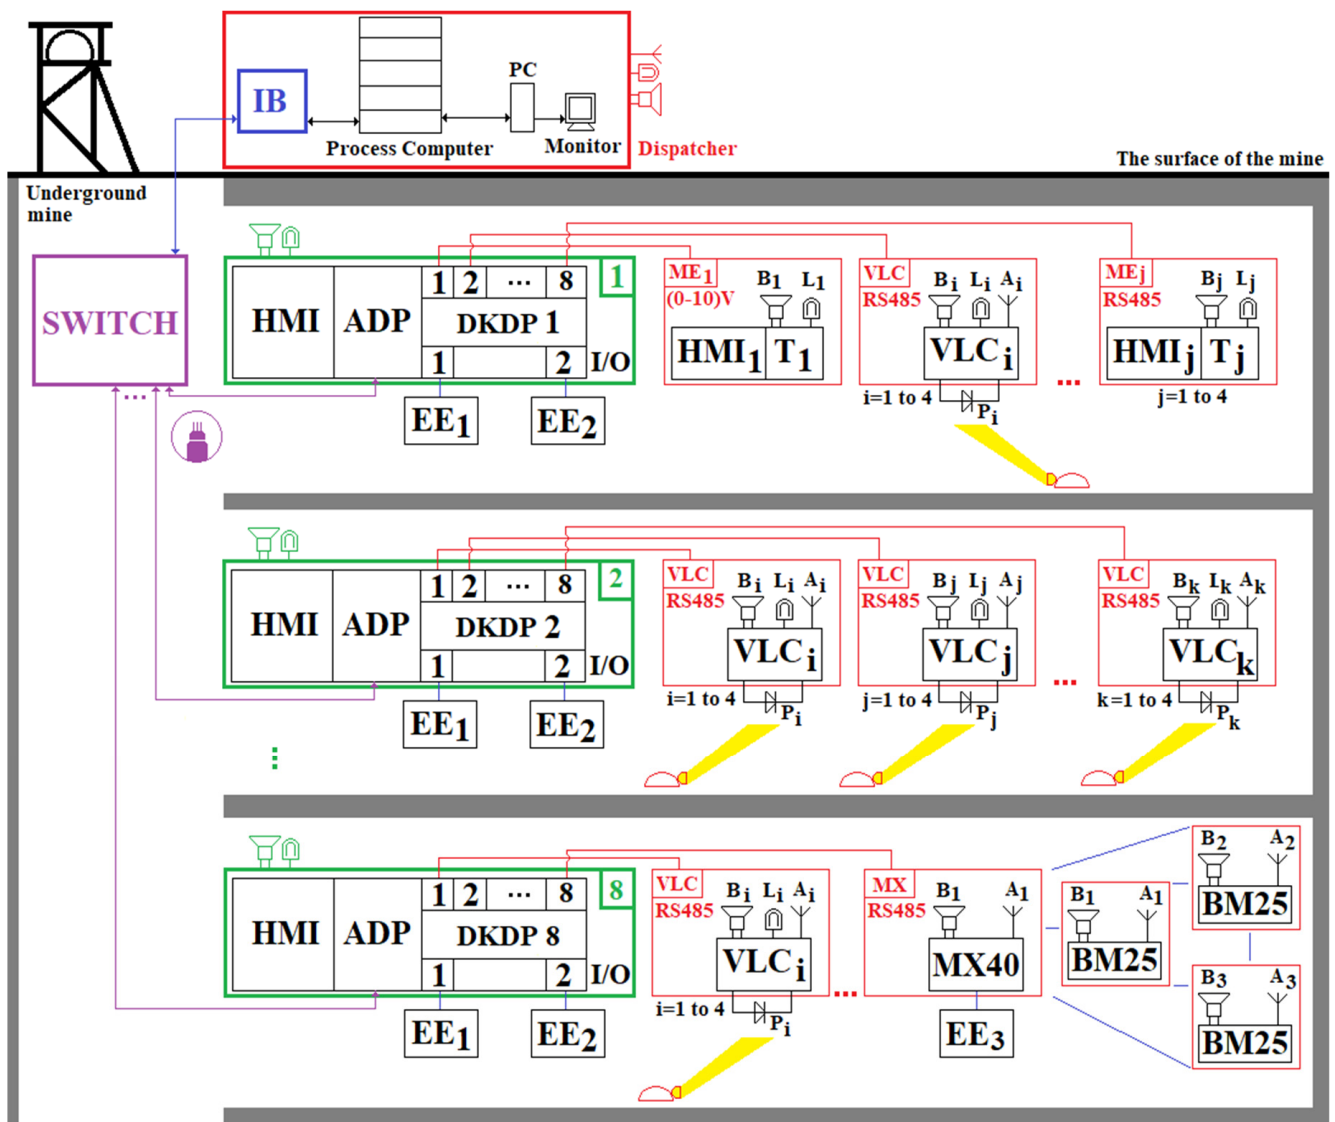 PC
IB
Process Computer
Monitor
Dispatcher
The surface of the mine
Underground
mine
SWITCH
...
HMI ADP 1 2 ... 8 1
DKDP 1
1 2 I/O
EE1 EE2
ME1
(0-10)V
B1 L1
HMI1 T1
VLC
RS485
Bi Li Ai
VLCi
i=1 to 4
Pi
...
MEj
RS485
Bj Lj
HMIj Tj
j=1 to 4
HMI ADP 1 2 ... 8 2
DKDP 2
1 2 I/O
EE1 EE2
...
VLC
RS485
Bi Li Ai
VLCi
i=1 to 4
Pi
VLC
RS485
Bj Lj Aj
VLCj
j=1 to 4
Pj
...
VLC
RS485
Bk Lk Ak
VLCk
k=1 to 4
Pk
HMI ADP 1 2 ... 8 8
DKDP 8
1 2 I/O
EE1 EE2
VLC
RS485
Bi Li Ai
VLCi
i=1 to 4
Pi
...
MX
RS485
B1 A1
MX40
EE3
B1 A1
BM25
B2 A2
BM25
B3 A3
BM25